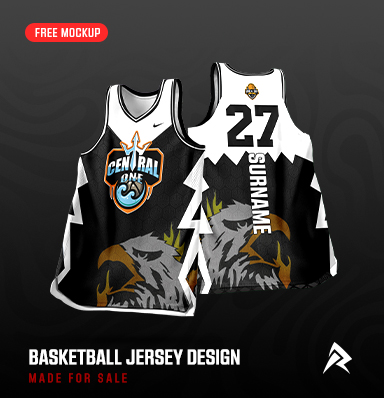 FREE MOCKUP
CENTRAL
ONE
27
SURNAME
BASKETBALL JERSEY DESIGN
MADE FOR SALE